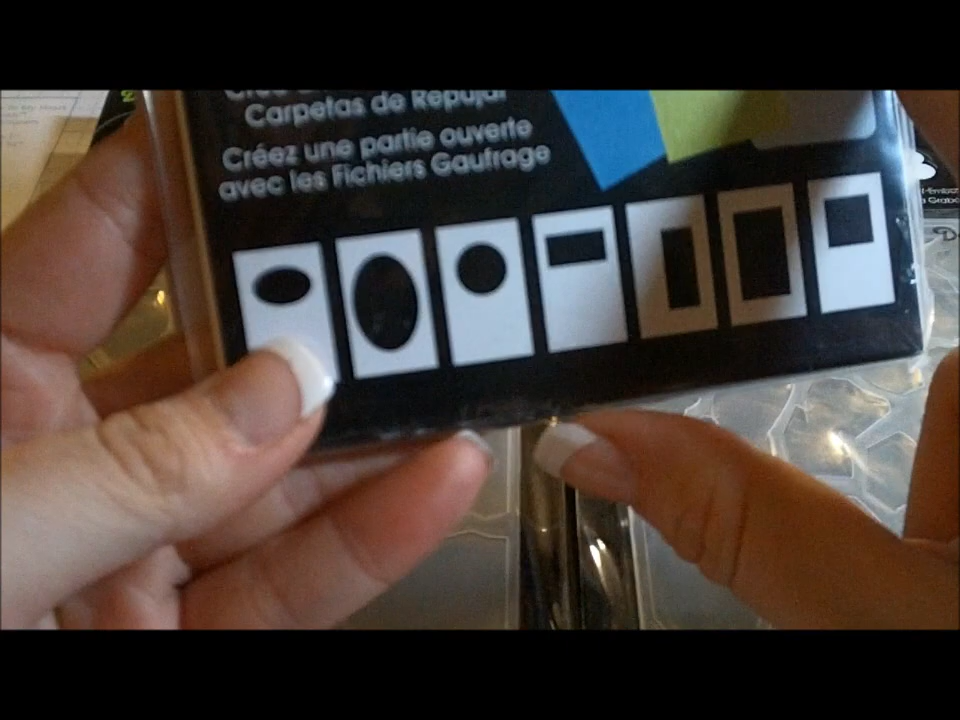 Carpetas de Repujar
Créez une partie ouverte
avec les Fichiers Gaufrage